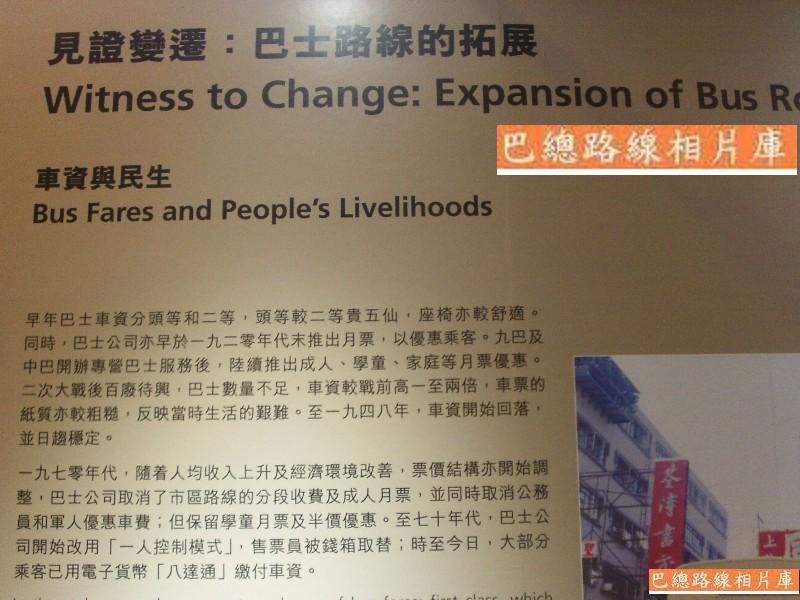 見證變遷：巴士路線的拓展
Witness to Change: Expansion of Bus
巴總路線相片庫
車資與民生
Bus Fares and People's Livelihoods
早年巴士車資分頭等和二等，頭等較二等貴五仙，座椅亦較舒適。
同時，巴士公司亦早於一九二零年代末推出月票，以優惠乘客。九巴及
中巴開辦專營巴士服務後，陸續推出成人、學童、家庭等月票優惠。
二次大戰後百廢待興，巴士數量不足，車資較戰前高一至兩倍，車票的
紙質亦較粗糙，反映當時生活的艱難。至一九四八年，車資開始回落，
並日趨穩定。
一九七零年代，隨着人均收入上升及經濟環境改善，票價結構亦開始調
整，巴士公司取消了市區路線的分段收費及成人月票，並同時取消公務
員和軍人優惠車費；但保留學童月票及半價優惠。至七十年代，巴士公
司開始改用「一人控制模式」，售票員被錢箱取替；時至今日，大部分
乘客已用電子貨幣「八達通」繳付車資。
荃灣書
上
巴總路線相片庫
first class, which